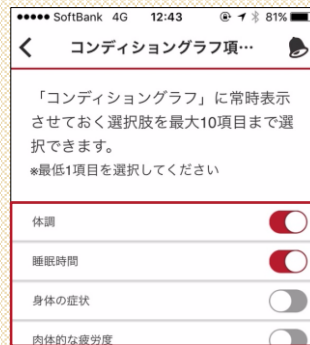 ●●●●● SoftBank 4G 12:43 81%
コンディショングラフ項…
「コンディショングラフ」に常時表示
させておく選択肢を最大10項目まで選
択できます。
※最低1項目を選択してください
体調
睡眠時間
身体の症状
肉体的な疲労度